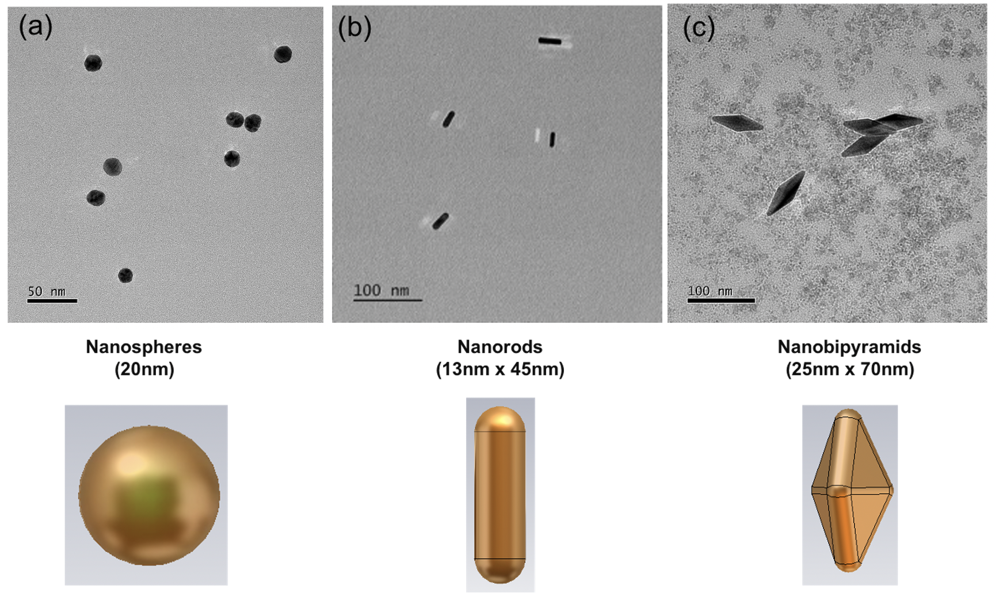 (a)
(b)
(c)
50 nm
100 nm
100 nm
Nanospheres
(20nm)
Nanorods
(13nm x 45nm)
Nanobipyramids
(25nm x 70nm)